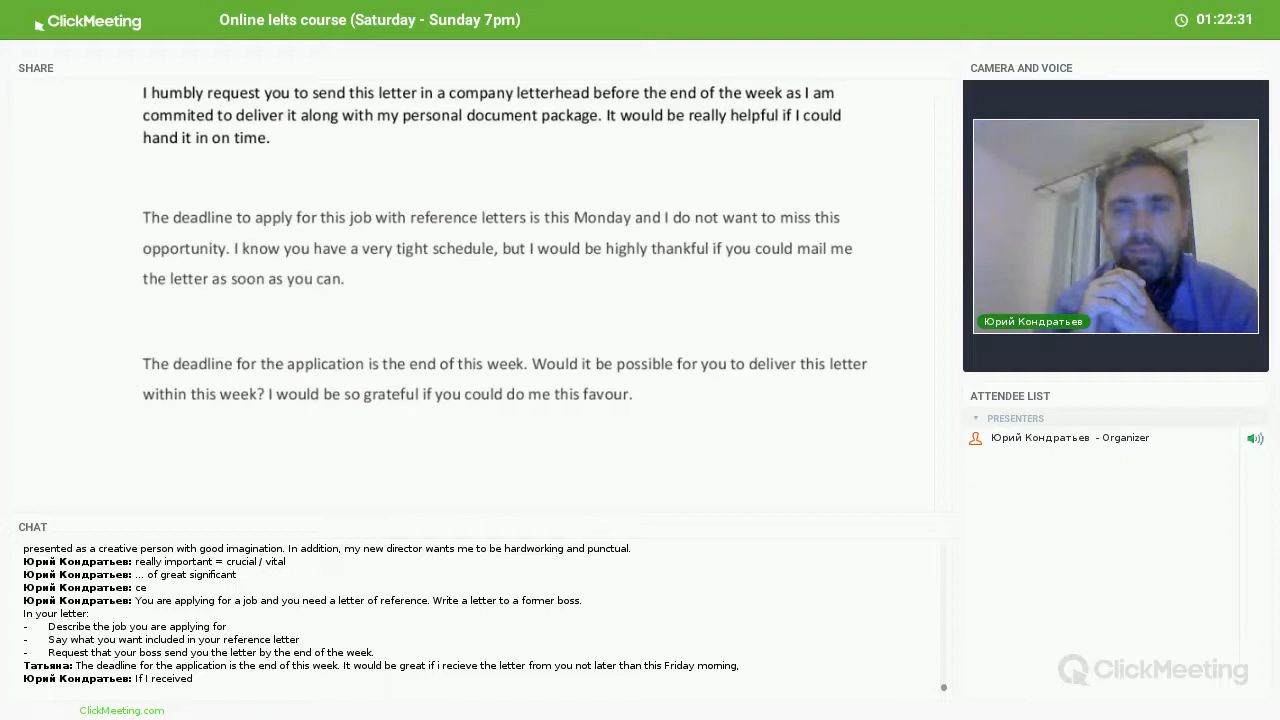 ClickMeeting
Online Ielts course (Saturday - Sunday 7pm)
01:22:31
SHARE
I humbly request you to send this letter in a company letterhead before the end of the week as I am
commited to deliver it along with my personal document package. It would be really helpful if I could
hand it in on time.
The deadline to apply for this job with reference letters is this Monday and I do not want to miss this
opportunity. I know you have a very tight schedule, but I would be highly thankful if you could mail me
the letter as soon as you can.
The deadline for the application is the end of this week. Would it be possible for you to deliver this letter
within this week? I would be so grateful if you could do me this favour.
CAMERA AND VOICE
Юрий Кондратьев
ATTENDEE LIST
PRESENTERS
Юрий Кондратьев - Organizer
CHAT
presented as a creative person with good imagination. In addition, my new director wants me to be hardworking and punctual.
Юрий Кондратьев: really important = crucial / vital
Юрий Кондратьев: ... of great significant
Юрий Кондратьев: ce
Юрий Кондратьев: You are applying for a job and you need a letter of reference. Write a letter to a former boss.
In your letter:
- Describe the job you are applying for
- Say what you want included in your reference letter
- Request that your boss send you the letter by the end of the week.
Татьяна: The deadline for the application is the end of this week. It would be great if i recieve the letter from you not later than this Friday morning,
Юрий Кондратьев: If I received
ClickMeeting
ClickMeeting.com